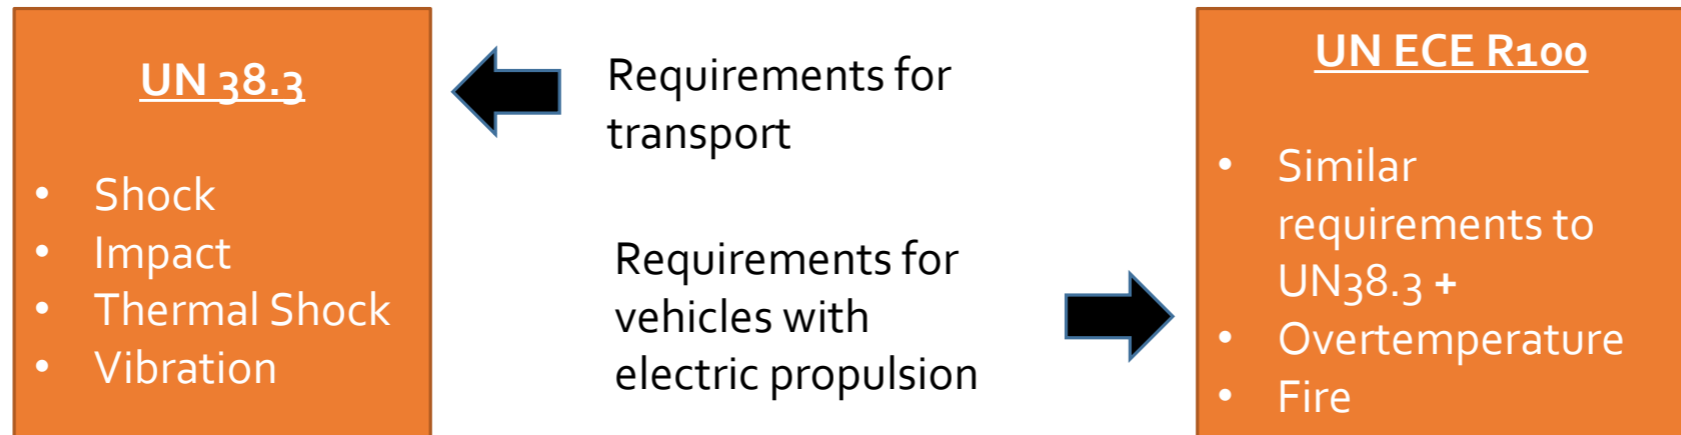 UN 38.3
• Shock
• Impact
• Thermal Shock
• Vibration
Requirements for
transport
Requirements for
vehicles with
electric propulsion
UN ECE R100
• Similar
requirements to
UN38.3 +
• Overtemperature
• Fire